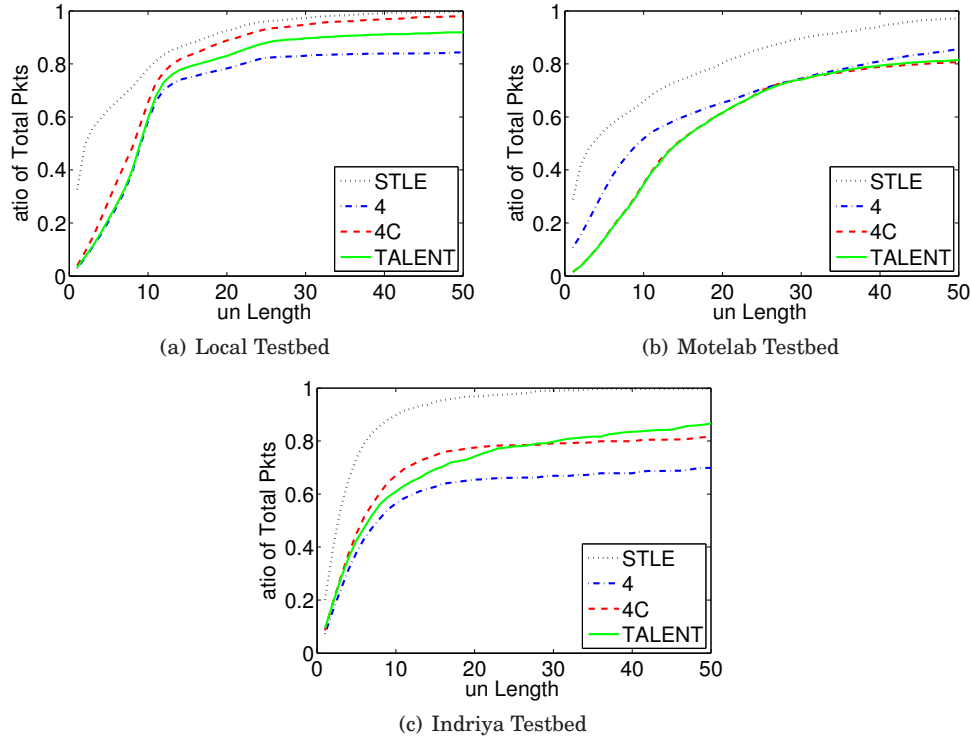 1
0.8
0.6
0.4
0.2
0
atio of Total Pkts
STLE
4
4C
TALENT
0 10 20 30 40 50
un Length
(a) Local Testbed
1
0.8
0.6
0.4
0.2
0
atio of Total Pkts
STLE
4
4C
TALENT
0 10 20 30 40 50
un Length
(b) Motelab Testbed
1
0.8
0.6
0.4
0.2
0
atio of Total Pkts
STLE
4
4C
TALENT
0 10 20 30 40 50
un Length
(c) Indriya Testbed